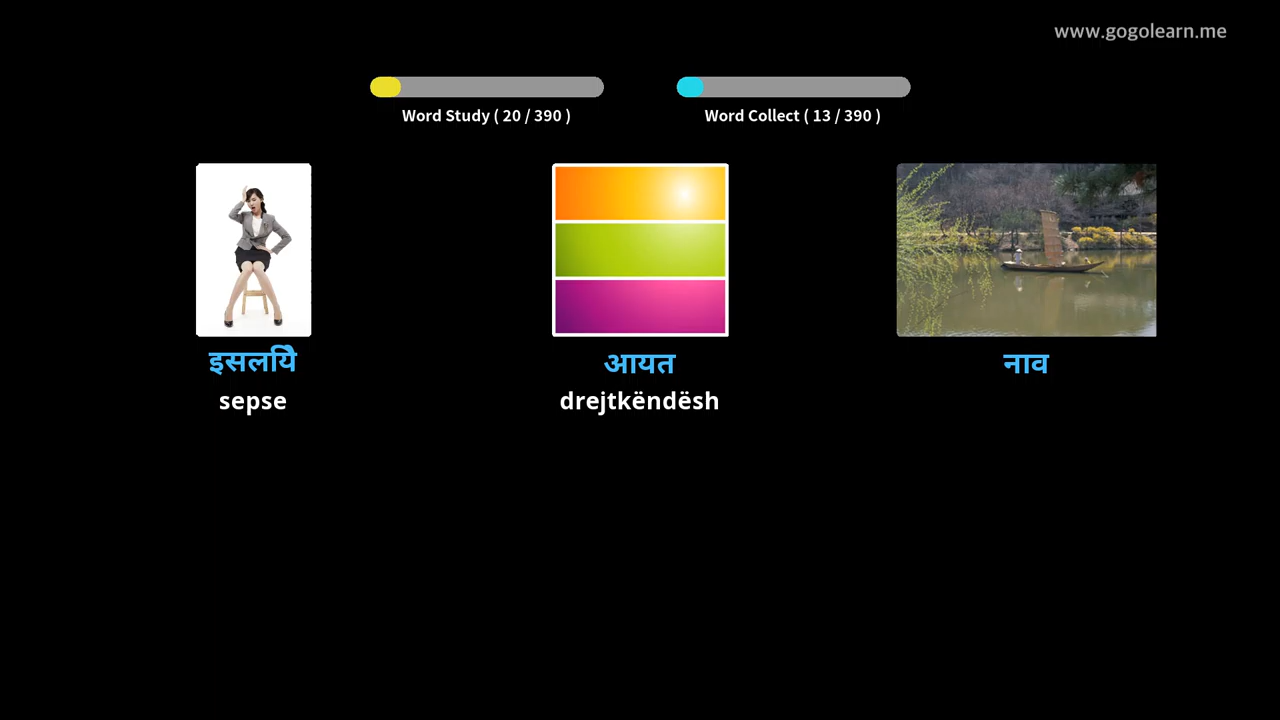 www.gogolearn.me
Word Study ( 20 / 390 )
Word Collect ( 13 / 390 )
इसलयिे
आयत
नाव
sepse
drejtkëndësh